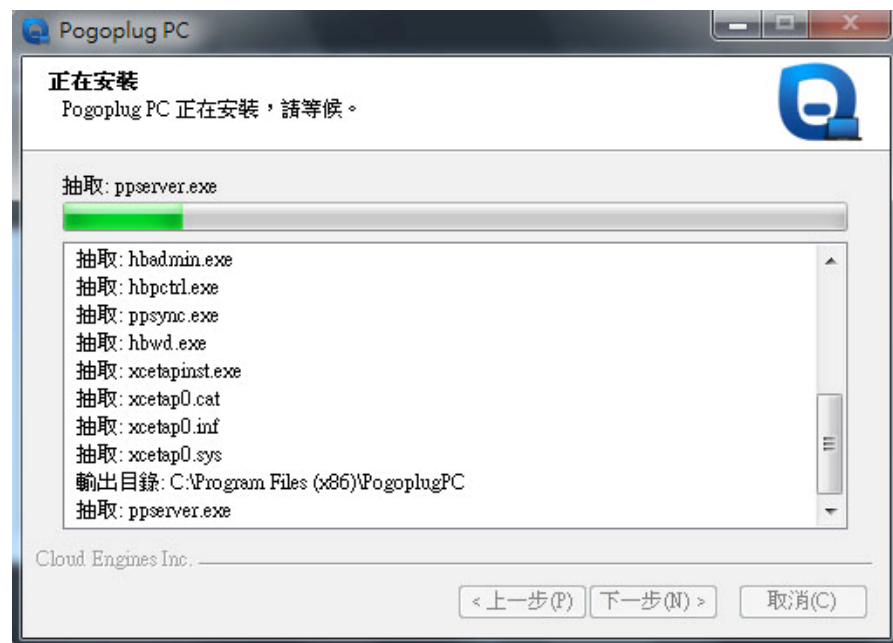 Pogoplug PC
正在安裝
Pogoplug PC 正在安裝，請等候。
抽取: ppserver.exe
抽取: hbadmin.exe
抽取: hbpctrl.exe
抽取: ppsync.exe
抽取: hbwd.exe
抽取: xcetapinst.exe
抽取: xcetap0.cat
抽取: xcetap0.inf
抽取: xcetap0.sys
輸出目錄: C:\Program Files (x86)\PogoplugPC
抽取: ppserver.exe
Cloud Engines Inc.
< 上一步(P) 下一步(N) > 取消(C)